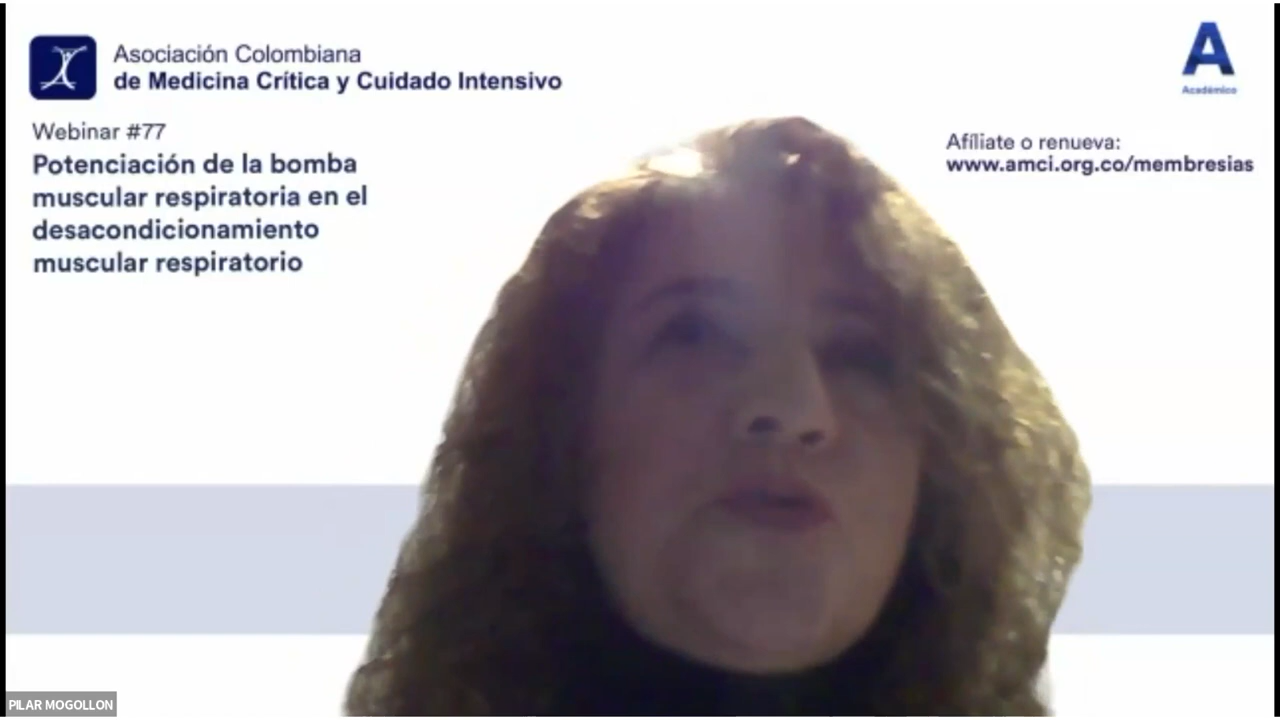 Asociación Colombiana
de Medicina Crítica y Cuidado Intensivo
A
Académico
Webinar #77
Potenciación de la bomba
muscular respiratoria en el
desacondicionamiento
muscular respiratorio
Afíliate o renueva:
www.amci.org.co/membresias
PILAR MOGOLLON